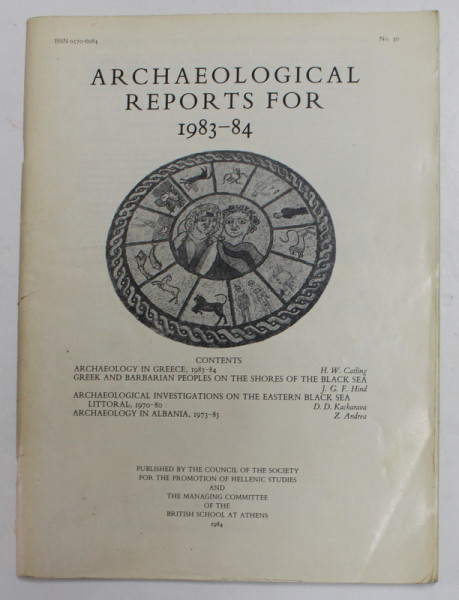 ISSN 0570-6084 No. 30
ARCHAEOLOGICAL
REPORTS FOR
1983–84
CONTENTS
ARCHAEOLOGY IN GREECE, 1983-84 H. W. Catling
GREEK AND BARBARIAN PEOPLES ON THE SHORES OF THE BLACK SEA
J. G. F. Hind
ARCHAEOLOGICAL INVESTIGATIONS ON THE EASTERN BLACK SEA
LITTORAL, 1970-80 D. D. Kacharava
ARCHAEOLOGY IN ALBANIA, 1973-83 Z. Andrea
PUBLISHED BY THE COUNCIL OF THE SOCIETY
FOR THE PROMOTION OF HELLENIC STUDIES
AND
THE MANAGING COMMITTEE
OF THE
BRITISH SCHOOL AT ATHENS
1984